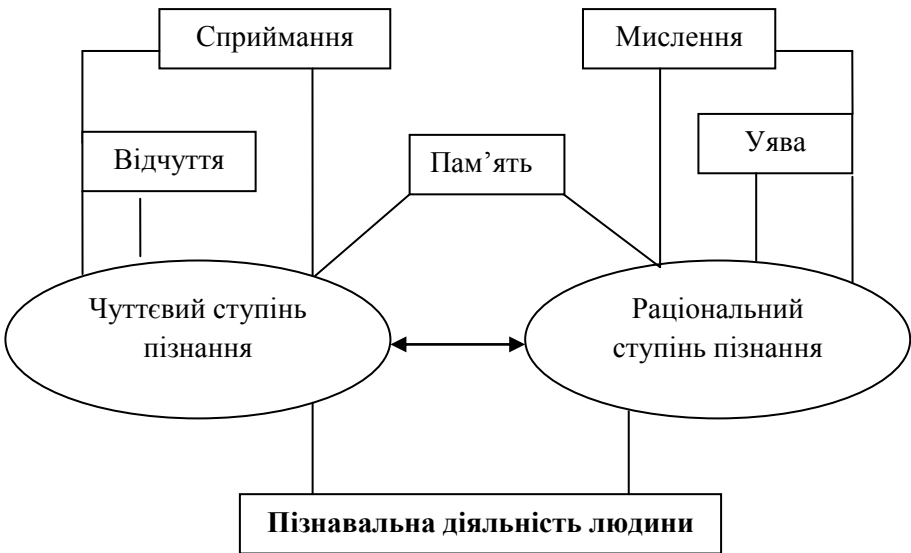 Сприймання
Мислення
Відчуття
Пам’ять
Уява
Чуттєвий ступінь
пізнання
Раціональний
ступінь пізнання
Пізнавальна діяльність людини